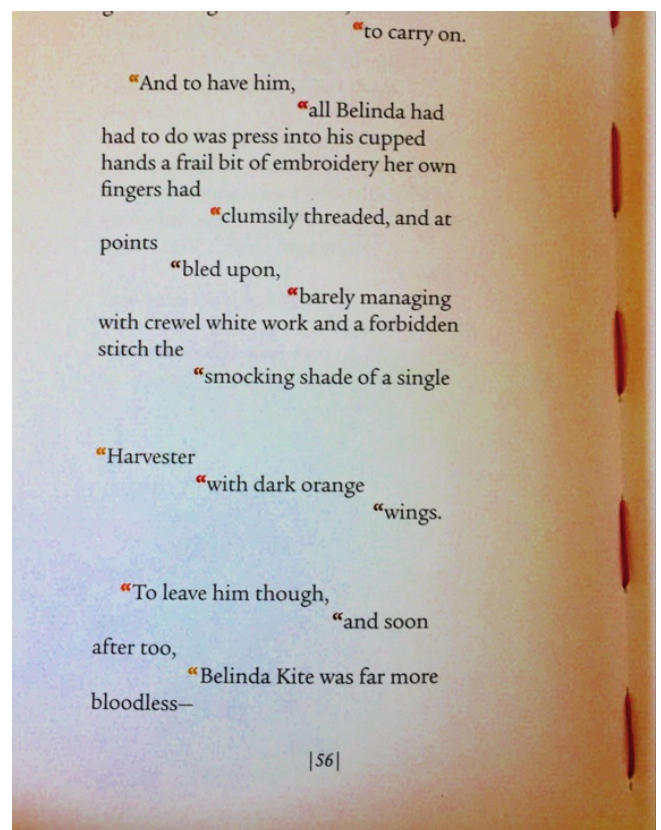 “to carry on.
“And to have him,
“all Belinda had
had to do was press into his cupped
hands a frail bit of embroidery her own
fingers had
“clumsily threaded, and at
points
“bled upon,
“barely managing
with crewel white work and a forbidden
stitch the
“smocking shade of a single
“Harvester
“with dark orange
“wings.
“To leave him though,
“and soon
after too,
“Belinda Kite was far more
bloodless—
|56|